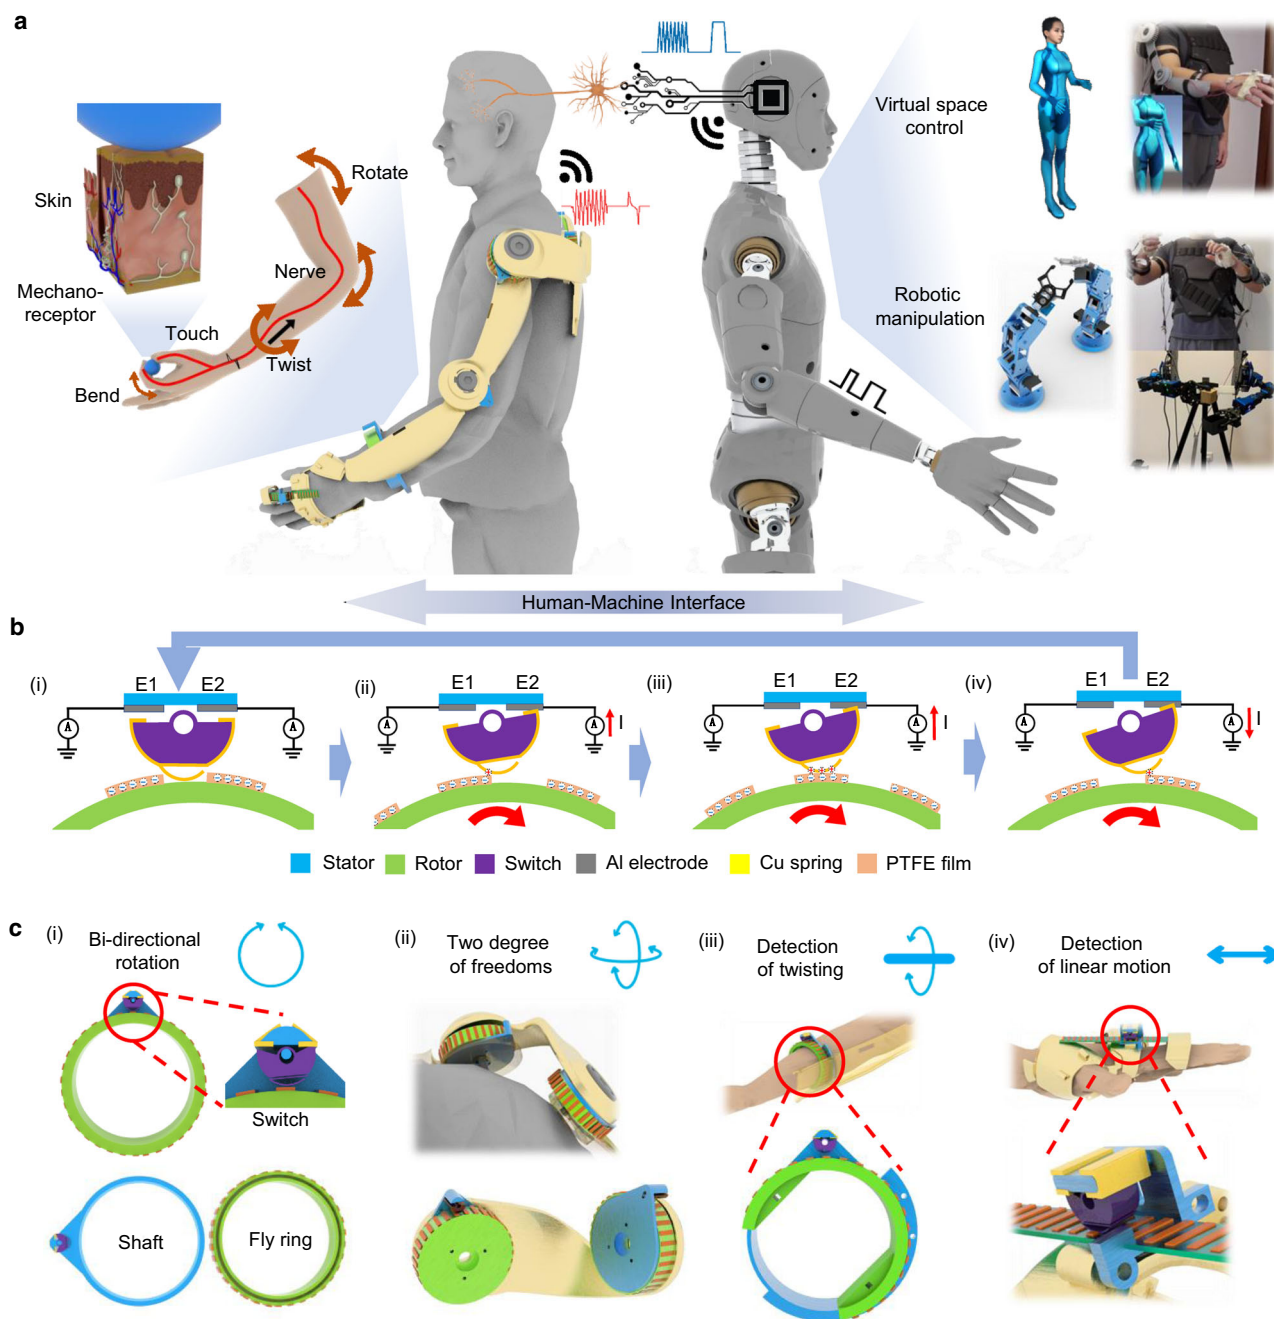 a
Virtual space
control
Skin
Rotate
Nerve
Mechano-
receptor
Touch
Twist
Bend
Robotic
manipulation
Human-Machine Interface
b
(i)
E1
E2
A
A
(ii)
E1
E2
A
A
I
(iii)
E1
E2
A
A
I
(iv)
E1
E2
A
A
I
Stator
Rotor
Switch
Al electrode
Cu spring
PTFE film
c
(i)
Bi-directional
rotation
Switch
Shaft
Fly ring
(ii)
Two degree
of freedoms
(iii)
Detection
of twisting
(iv)
Detection
of linear motion